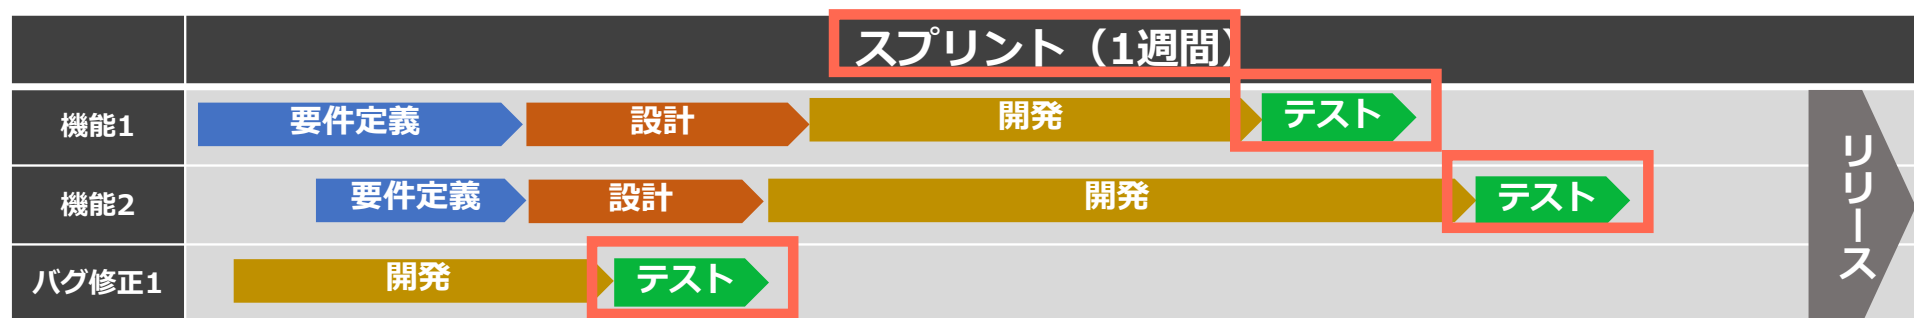 スプリント（1週間）
機能1
要件定義
設計
開発
テスト
機能2
要件定義
設計
開発
テスト
バグ修正1
開発
テスト
リリース